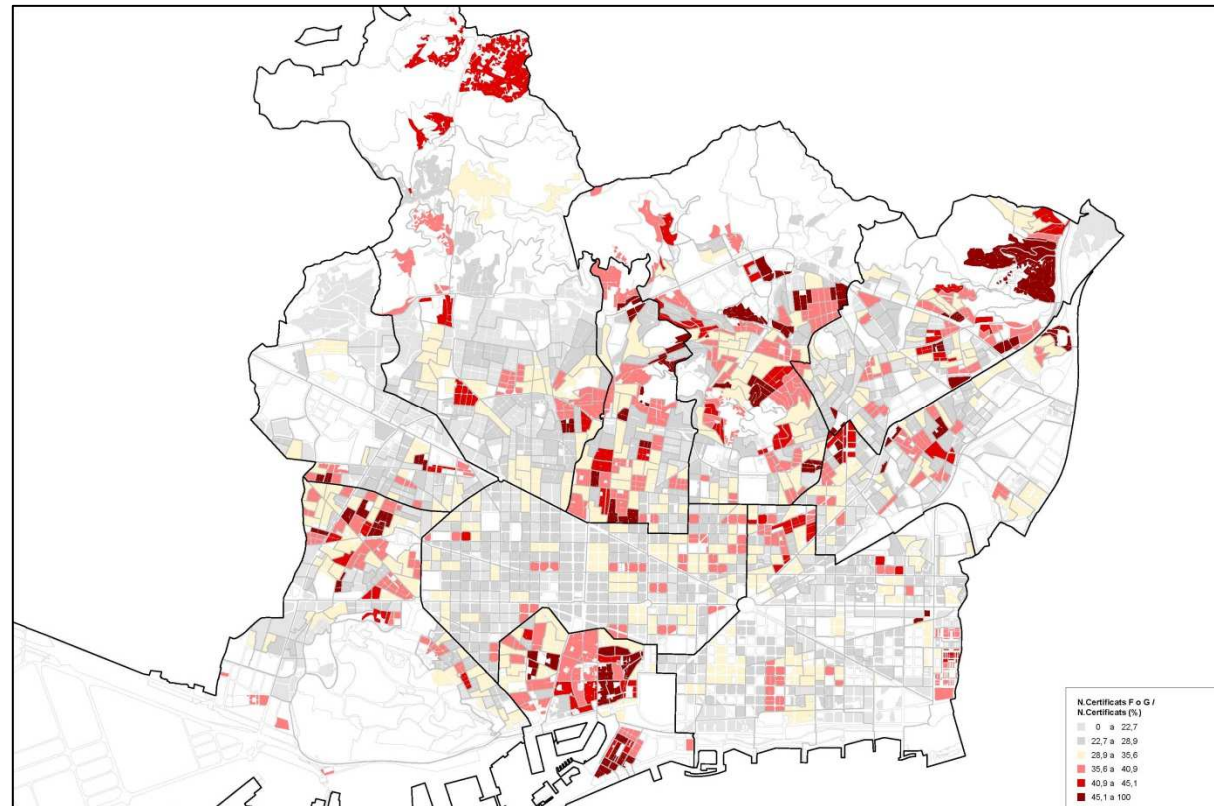 N.Certificats F o G /
N.Certificats (%)
0 a 22,7
22,7 a 28,9
28,9 a 35,6
35,6 a 40,9
40,9 a 45,1
45,1 a 100